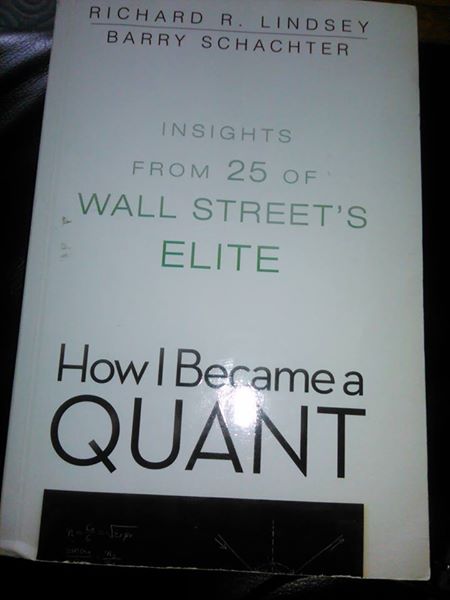 RICHARD R. LINDSEY
BARRY SCHACHTER
INSIGHTS
FROM 25 OF
WALL STREET'S
ELITE
How I Became a
QUANT